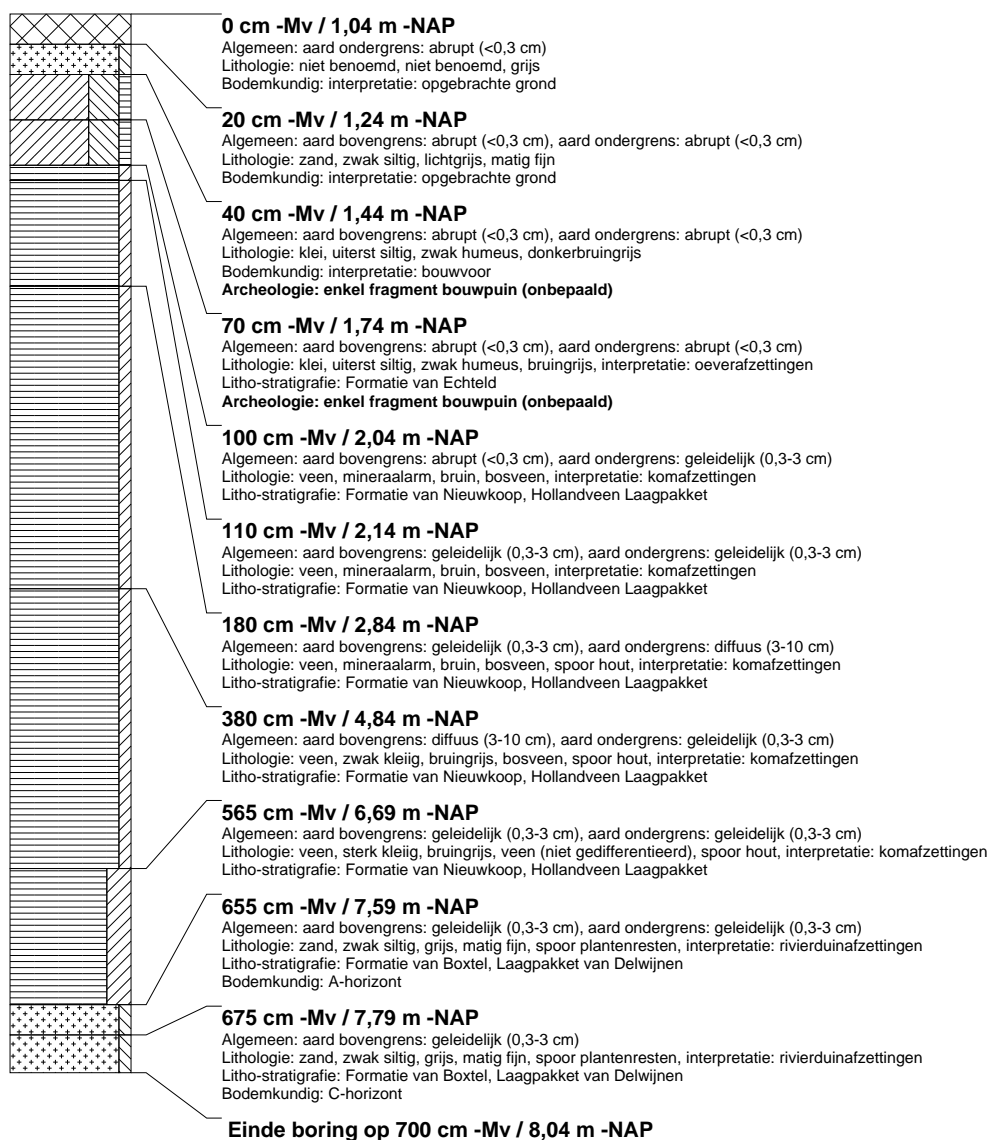 0 cm -Mv / 1,04 m -NAP
Algemeen: aard ondergrens: abrupt (<0,3 cm)
Lithologie: niet benoemd, niet benoemd, grijs
Bodemkundig: interpretatie: opgebrachte grond
20 cm -Mv / 1,24 m -NAP
Algemeen: aard bovengrens: abrupt (<0,3 cm), aard ondergrens: abrupt (<0,3 cm)
Lithologie: zand, zwak siltig, lichtgrijs, matig fijn
Bodemkundig: interpretatie: opgebrachte grond
40 cm -Mv / 1,44 m -NAP
Algemeen: aard bovengrens: abrupt (<0,3 cm), aard ondergrens: abrupt (<0,3 cm)
Lithologie: klei, uiterst siltig, zwak humeus, donkerbruingrijs
Bodemkundig: interpretatie: bouwvoor
Archeologie: enkel fragment bouwpuin (onbepaald)
70 cm -Mv / 1,74 m -NAP
Algemeen: aard bovengrens: abrupt (<0,3 cm), aard ondergrens: abrupt (<0,3 cm)
Lithologie: klei, uiterst siltig, zwak humeus, bruingrijs, interpretatie: oeverafzettingen
Litho-stratigrafie: Formatie van Echteld
Archeologie: enkel fragment bouwpuin (onbepaald)
100 cm -Mv / 2,04 m -NAP
Algemeen: aard bovengrens: abrupt (<0,3 cm), aard ondergrens: geleidelijk (0,3-3 cm)
Lithologie: veen, mineraalarm, bruin, bosveen, interpretatie: komafzettingen
Litho-stratigrafie: Formatie van Nieuwkoop, Hollandveen Laagpakket
110 cm -Mv / 2,14 m -NAP
Algemeen: aard bovengrens: geleidelijk (0,3-3 cm), aard ondergrens: geleidelijk (0,3-3 cm)
Lithologie: veen, mineraalarm, bruin, bosveen, interpretatie: komafzettingen
Litho-stratigrafie: Formatie van Nieuwkoop, Hollandveen Laagpakket
180 cm -Mv / 2,84 m -NAP
Algemeen: aard bovengrens: geleidelijk (0,3-3 cm), aard ondergrens: diffuus (3-10 cm)
Lithologie: veen, mineraalarm, bruin, bosveen, spoor hout, interpretatie: komafzettingen
Litho-stratigrafie: Formatie van Nieuwkoop, Hollandveen Laagpakket
380 cm -Mv / 4,84 m -NAP
Algemeen: aard bovengrens: diffuus (3-10 cm), aard ondergrens: geleidelijk (0,3-3 cm)
Lithologie: veen, zwak kleiig, bruingrijs, bosveen, spoor hout, interpretatie: komafzettingen
Litho-stratigrafie: Formatie van Nieuwkoop, Hollandveen Laagpakket
565 cm -Mv / 6,69 m -NAP
Algemeen: aard bovengrens: geleidelijk (0,3-3 cm), aard ondergrens: geleidelijk (0,3-3 cm)
Lithologie: veen, sterk kleiig, bruingrijs, veen (niet gedifferentieerd), spoor hout, interpretatie: komafzettingen
Litho-stratigrafie: Formatie van Nieuwkoop, Hollandveen Laagpakket
655 cm -Mv / 7,59 m -NAP
Algemeen: aard bovengrens: geleidelijk (0,3-3 cm), aard ondergrens: geleidelijk (0,3-3 cm)
Lithologie: zand, zwak siltig, grijs, matig fijn, spoor plantenresten, interpretatie: rivierduinafzettingen
Litho-stratigrafie: Formatie van Boxtel, Laagpakket van Delwijnen
Bodemkundig: A-horizont
675 cm -Mv / 7,79 m -NAP
Algemeen: aard bovengrens: geleidelijk (0,3-3 cm)
Lithologie: zand, zwak siltig, grijs, matig fijn, spoor plantenresten, interpretatie: rivierduinafzettingen
Litho-stratigrafie: Formatie van Boxtel, Laagpakket van Delwijnen
Bodemkundig: C-horizont
Einde boring op 700 cm -Mv / 8,04 m -NAP